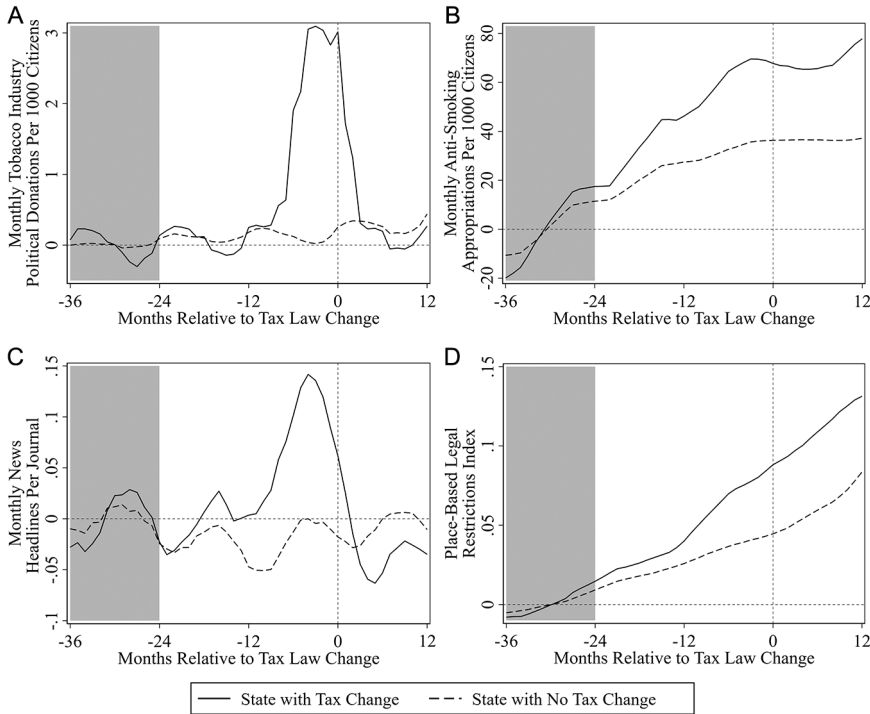 A
Monthly Tobacco Industry
Political Donations Per 1000 Citizens
3
2
1
0
-36 -24 -12 0 12
Months Relative to Tax Law Change
B
Monthly Anti-Smoking
Appropriations Per 1000 Citizens
80
60
40
20
0
-20
-36 -24 -12 0 12
Months Relative to Tax Law Change
C
Monthly News
Headlines Per Journal
.15
.1
.05
0
-.05
-.1
-36 -24 -12 0 12
Months Relative to Tax Law Change
D
Place-Based Legal
Restrictions Index
.15
.1
.05
0
-36 -24 -12 0 12
Months Relative to Tax Law Change
State with Tax Change State with No Tax Change